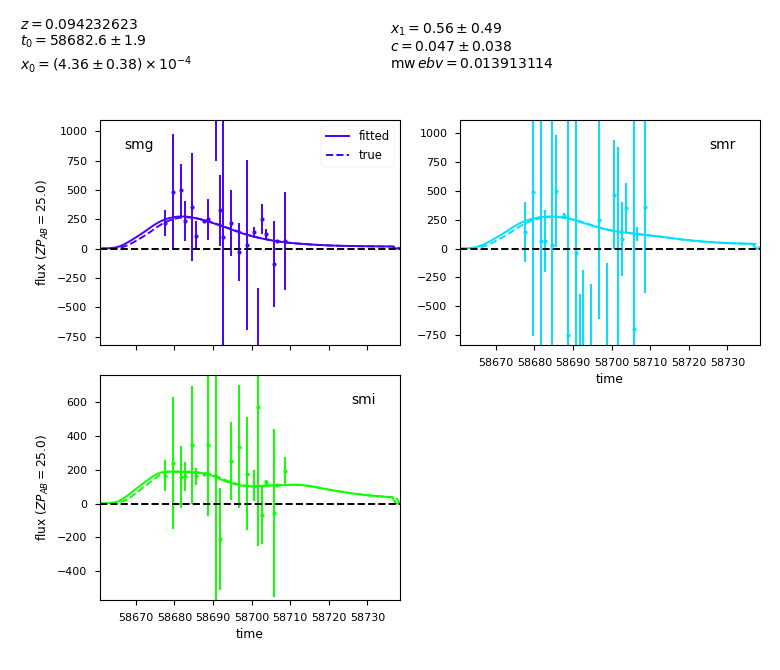 z = 0.094232623
t₀ = 58682.6 ± 1.9
x₀ = (4.36 ± 0.38) × 10⁻⁴
x₁ = 0.56 ± 0.49
c = 0.047 ± 0.038
mw ebv = 0.013913114
smg
fitted
true
1000
750
500
250
0
−250
−500
−750
flux (ZP_AB = 25.0)
smr
1000
750
500
250
0
−250
−500
−750
58670 58680 58690 58700 58710 58720 58730
time
smi
600
400
200
0
−200
−400
flux (ZP_AB = 25.0)
58670 58680 58690 58700 58710 58720 58730
time